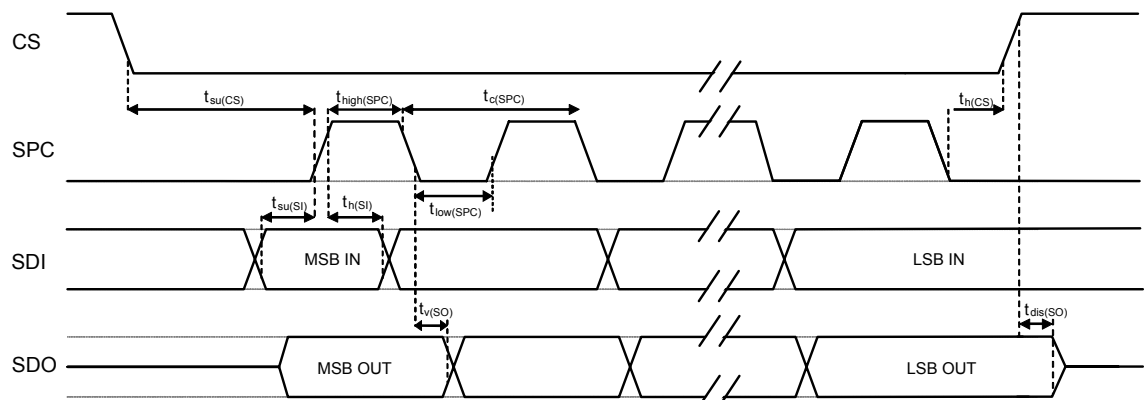 CS
t_su(CS) t_high(SPC) t_c(SPC) t_h(CS)
SPC
t_su(SI) t_h(SI) t_low(SPC)
SDI MSB IN LSB IN
t_v(SO) t_dis(SO)
SDO MSB OUT LSB OUT